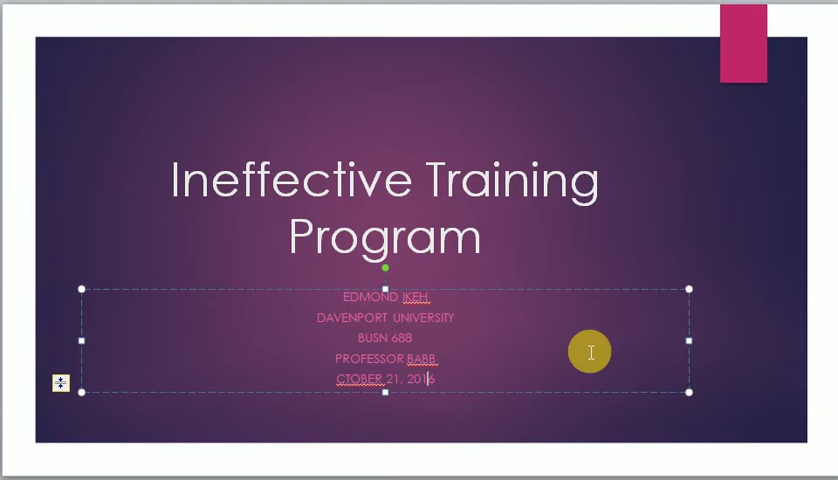 Ineffective Training
Program
EDMOND IKEH
DAVENPORT UNIVERSITY
BUSN 688
PROFESSOR BABB
CTOBER 21, 2016